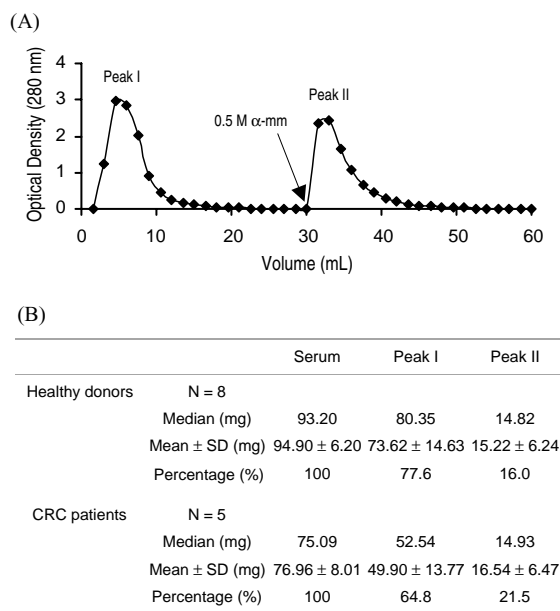 (A)
Peak I
Peak II
0.5 M α-mm
Optical Density (280 nm)
4
3
2
1
0
0 10 20 30 40 50 60
Volume (mL)
(B)
Serum Peak I Peak II
Healthy donors N = 8
Median (mg) 93.20 80.35 14.82
Mean ± SD (mg) 94.90 ± 6.20 73.62 ± 14.63 15.22 ± 6.24
Percentage (%) 100 77.6 16.0
CRC patients N = 5
Median (mg) 75.09 52.54 14.93
Mean ± SD (mg) 76.96 ± 8.01 49.90 ± 13.77 16.54 ± 6.47
Percentage (%) 100 64.8 21.5